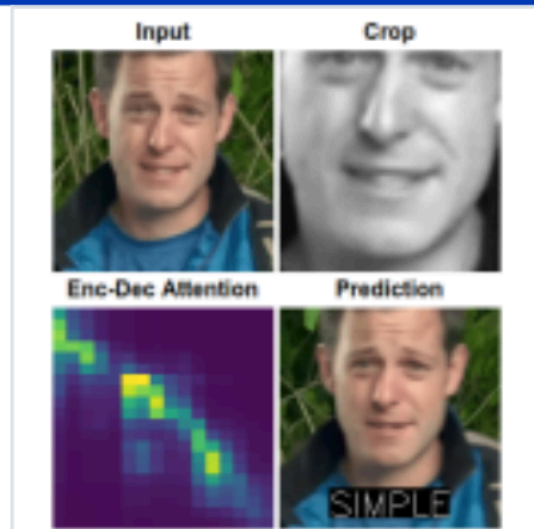 Input
Crop
Enc-Dec Attention
Prediction
SIMPLE